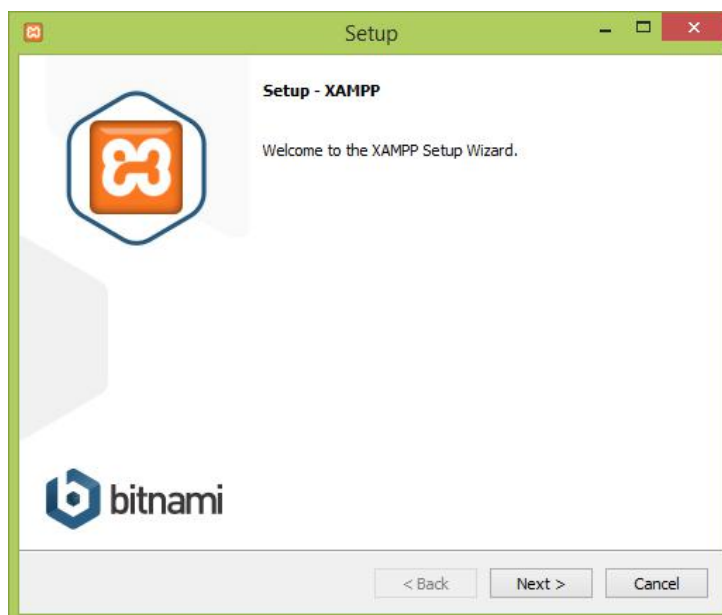 Setup
Setup - XAMPP
Welcome to the XAMPP Setup Wizard.
bitnami
< Back Next > Cancel